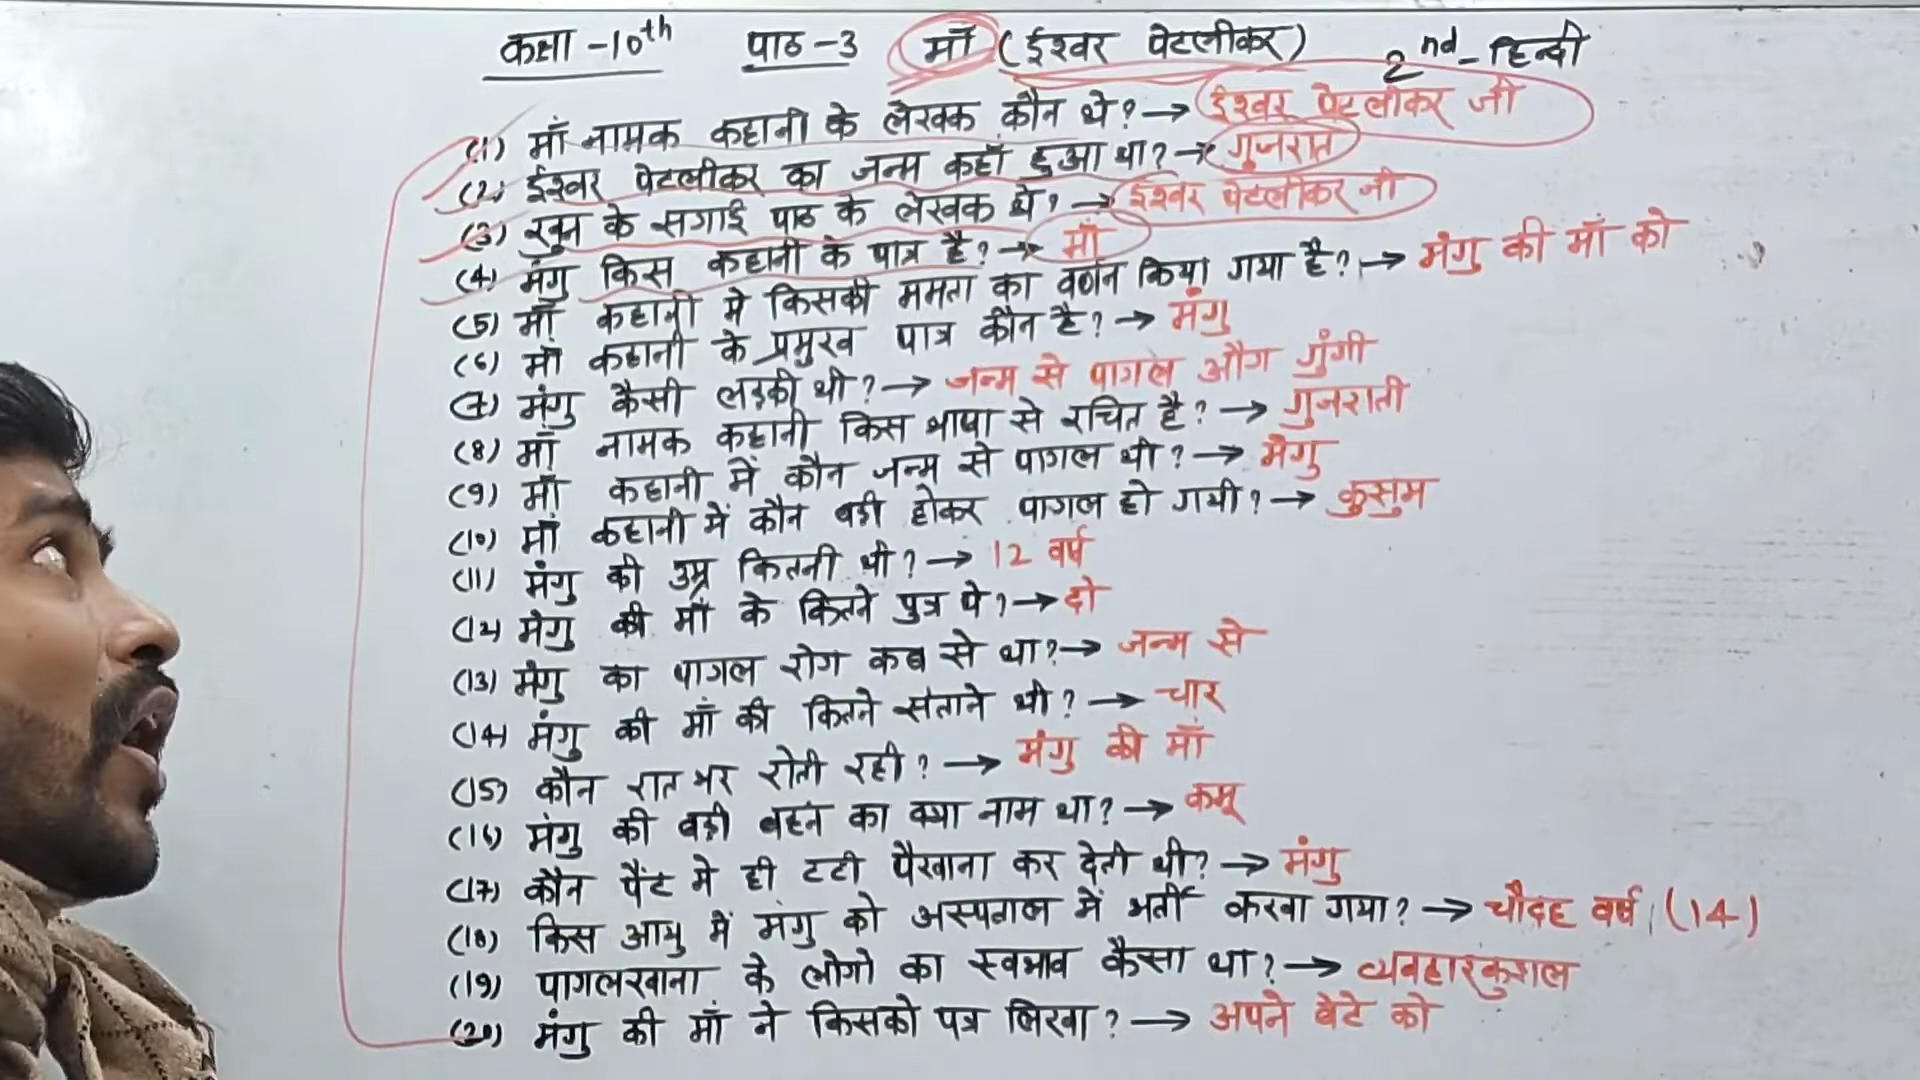 कक्षा -10th पाठ -3 माँ (ईश्वर पेटलीकर) 2nd - हिन्दी
(1) माँ नामक कहानी के लेखक कौन थे? → ईश्वर पेटलीकर जी
(2) ईश्वर पेटलीकर का जन्म कहाँ हुआ था? → गुजरात
(3) खुन के सगाई पाठ के लेखक थे? → ईश्वर पेटलीकर जी
(4) मंगु किस कहानी के पात्र है? → माँ
(5) माँ कहानी मे किसकी ममता का वर्णन किया गया है? → मंगु की माँ को
(6) माँ कहानी के प्रमुख पात्र कौन है? → मंगु
(7) मंगु कैसी लड़की थी? → जन्म से पागल औग गुंगी
(8) माँ नामक कहानी किस भाषा से रचित है? → गुजराती
(9) माँ कहानी में कौन जन्म से पागल थी? → मंगु
(10) माँ कहानी में कौन बड़ी होकर पागल हो गयी? → कुसुम
(11) मंगु की उम्र कितनी थी? → 12 वर्ष
(12) मंगु की माँ के कितने पुत्र थे? → दो
(13) मंगु का पागल रोग कब से था? → जन्म से
(14) मंगु की माँ की कितने संताने थी? → चार
(15) कौन रात भर रोती रही? → मंगु की माँ
(16) मंगु की बड़ी बहन का क्या नाम था? → कमू
(17) कौन पैंट मे ही टटी पैखाना कर देती थी? → मंगु
(18) किस आयु में मंगु को अस्पताल में भर्ती करवा गया? → चौदह वर्ष (14)
(19) पागलखाना के लोगो का स्वभाव कैसा था? → व्यवहारकुशल
(20) मंगु की माँ ने किसको पत्र लिखा? → अपने बेटे को